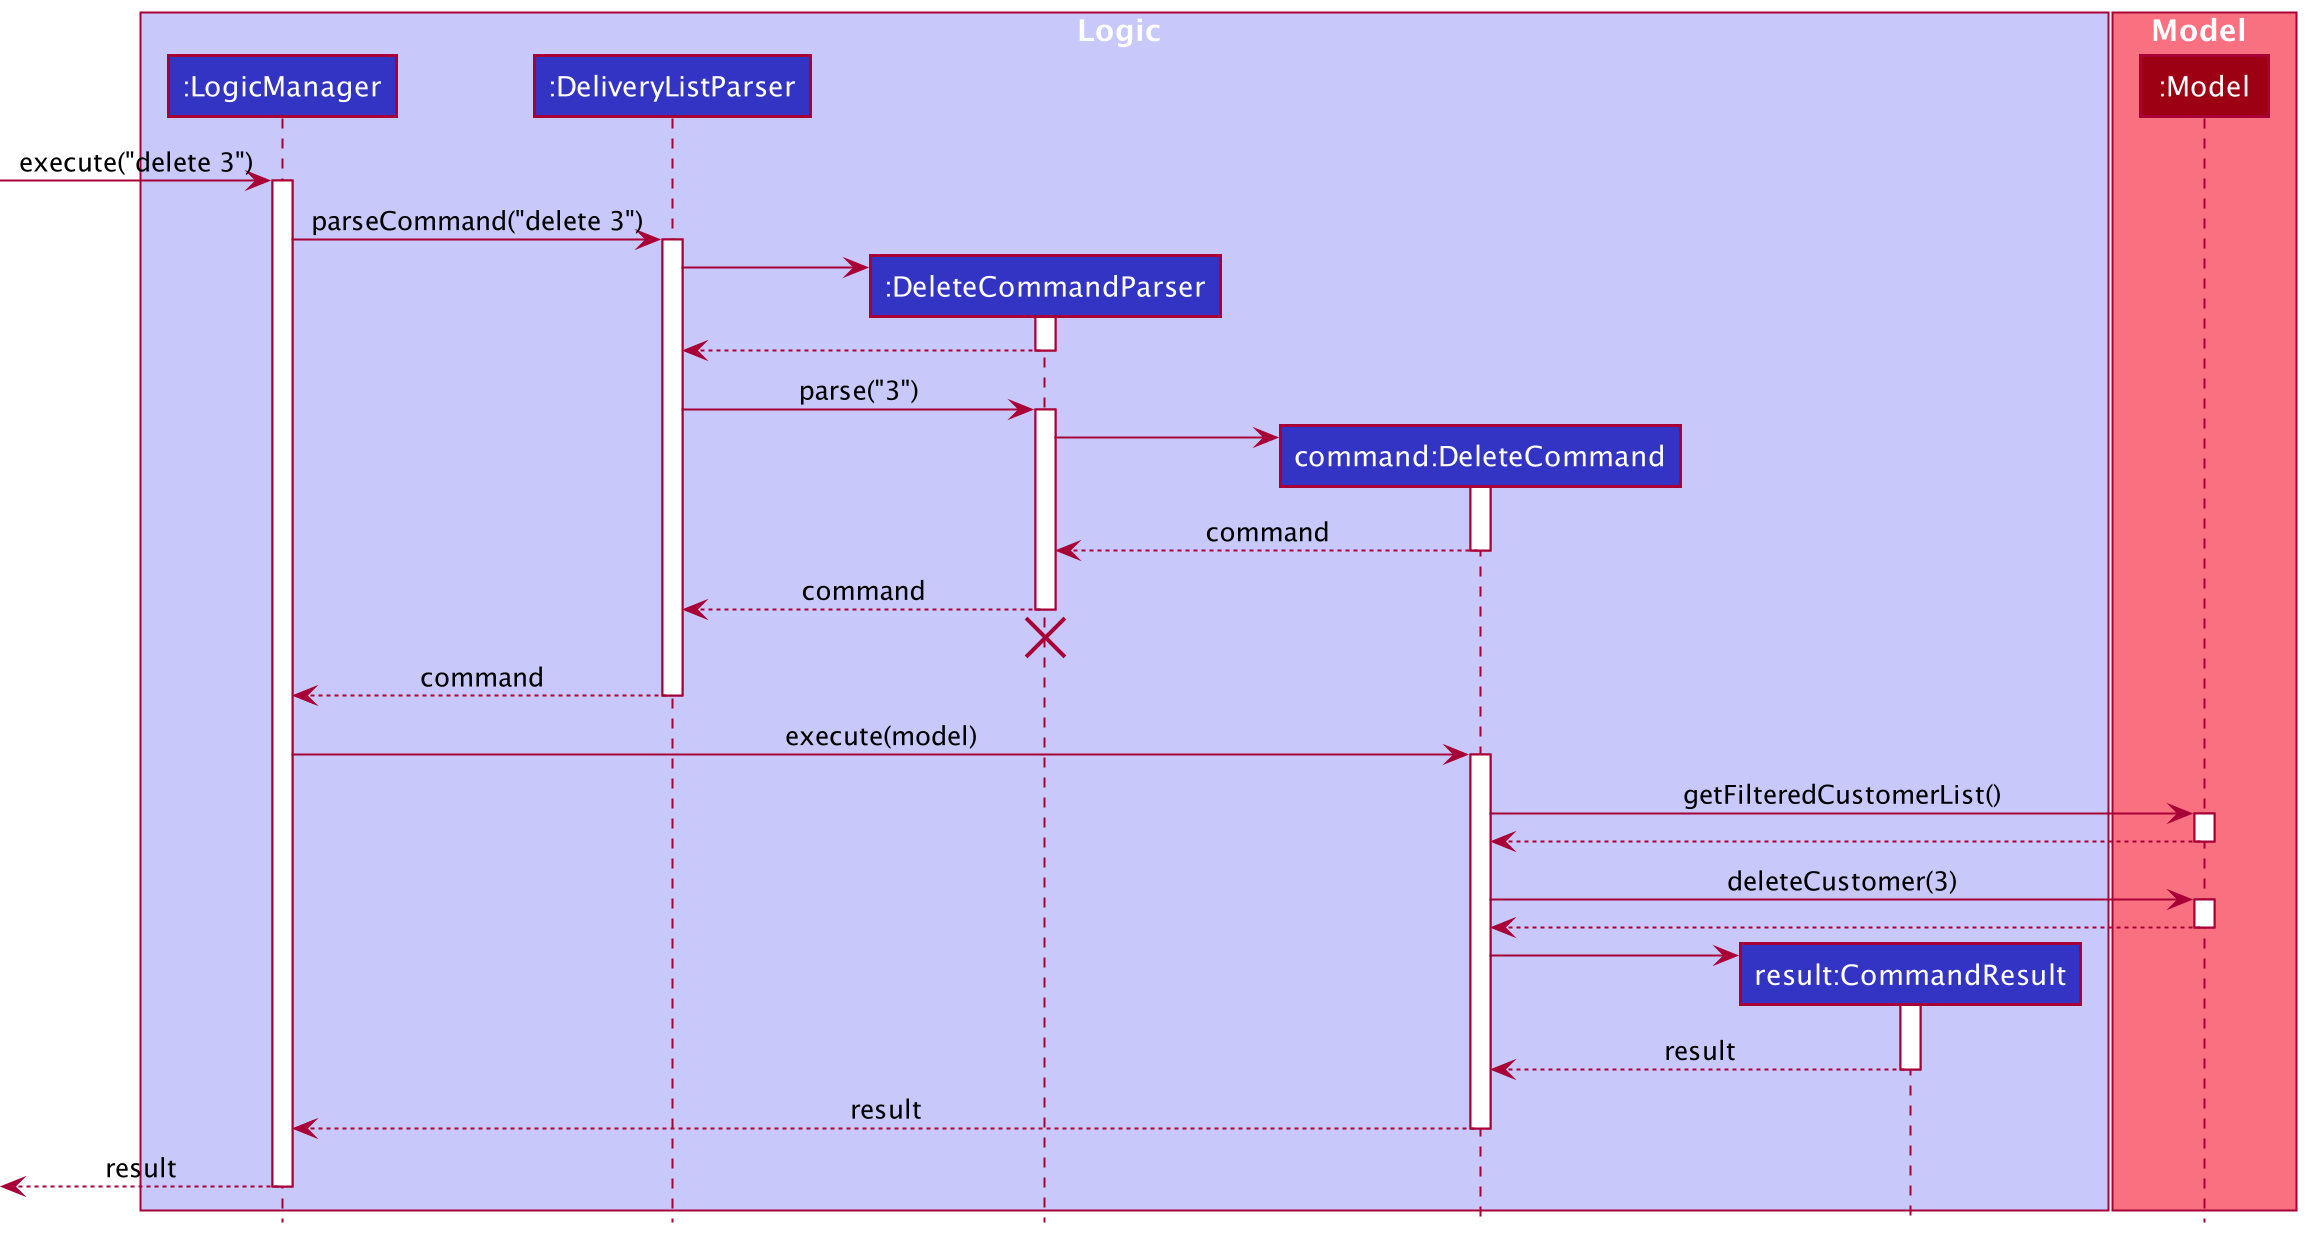 Logic
Model
:LogicManager
:DeliveryListParser
:Model
execute("delete 3")
parseCommand("delete 3")
:DeleteCommandParser
parse("3")
command:DeleteCommand
command
command
command
execute(model)
getFilteredCustomerList()
deleteCustomer(3)
result:CommandResult
result
result
result